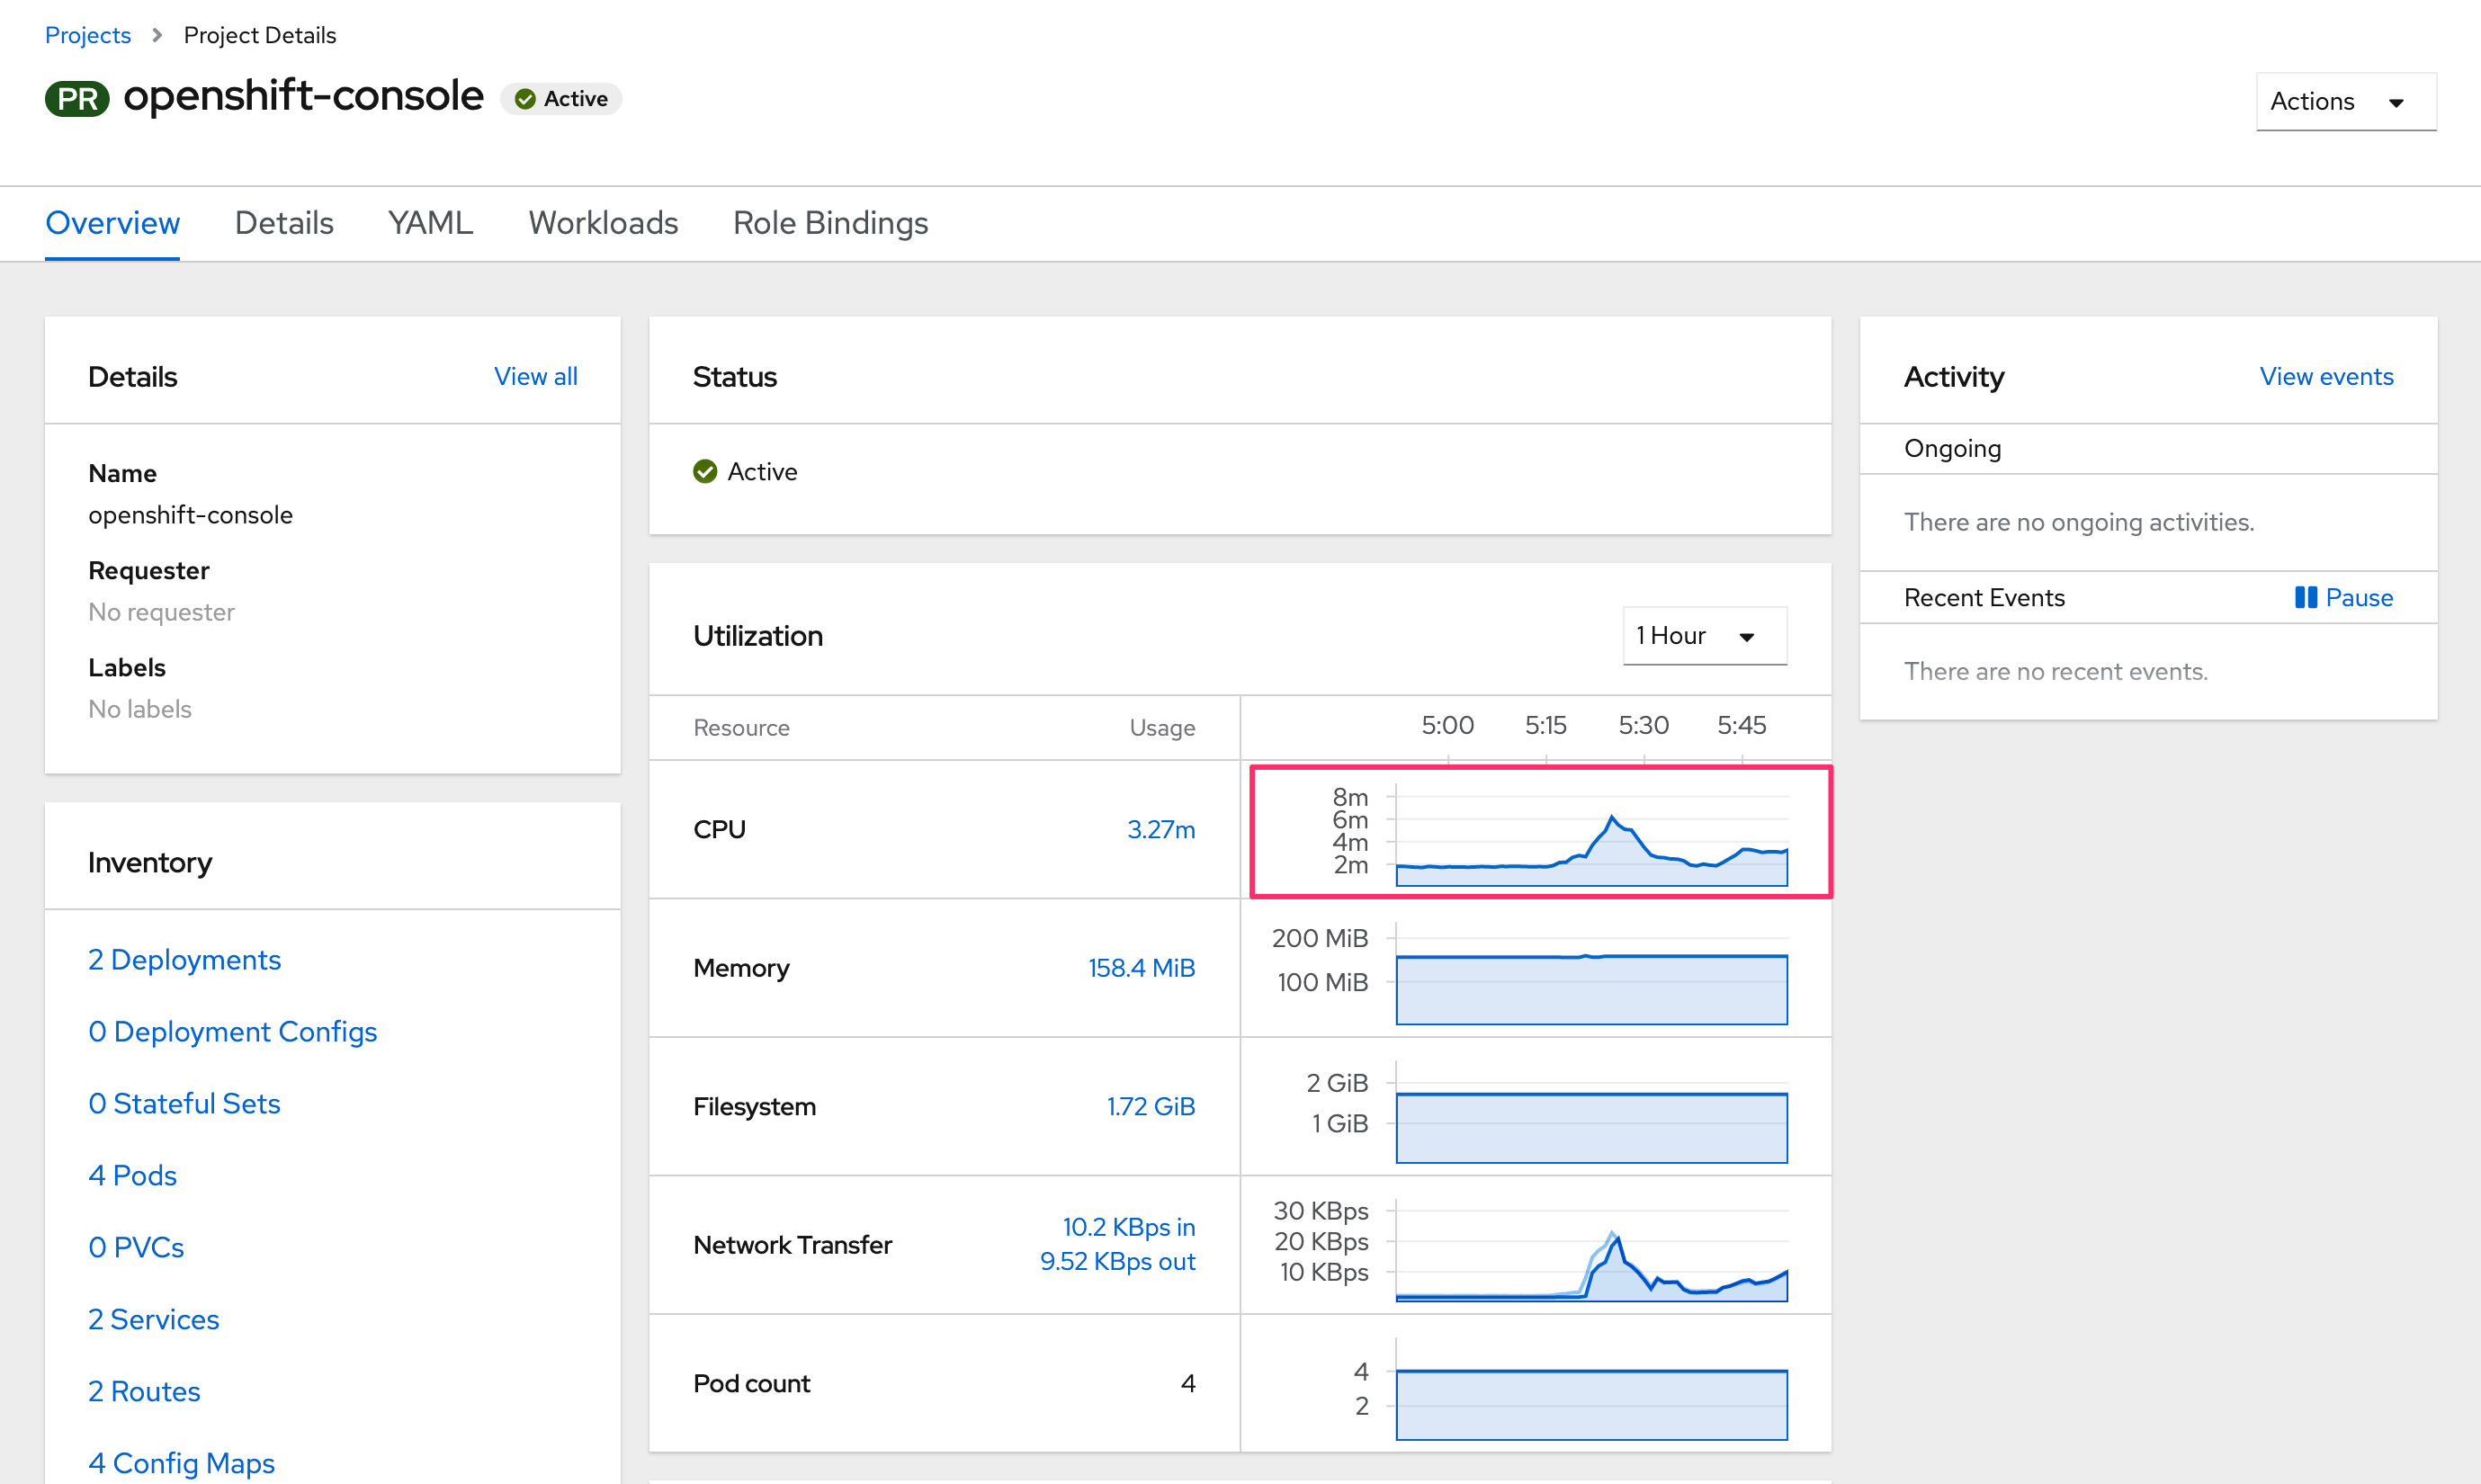 Projects > Project Details
PR openshift-console Active
Actions
Overview Details YAML Workloads Role Bindings
Details View all
Name
openshift-console
Requester
No requester
Labels
No labels
Inventory
2 Deployments
0 Deployment Configs
0 Stateful Sets
4 Pods
0 PVCs
2 Services
2 Routes
4 Config Maps
Status
Active
Utilization 1 Hour
Resource Usage 5:00 5:15 5:30 5:45
CPU 3.27m
8m
6m
4m
2m
Memory 158.4 MiB
200 MiB
100 MiB
Filesystem 1.72 GiB
2 GiB
1 GiB
Network Transfer
10.2 KBps in
9.52 KBps out
30 KBps
20 KBps
10 KBps
Pod count 4
4
2
Activity View events
Ongoing
There are no ongoing activities.
Recent Events Pause
There are no recent events.